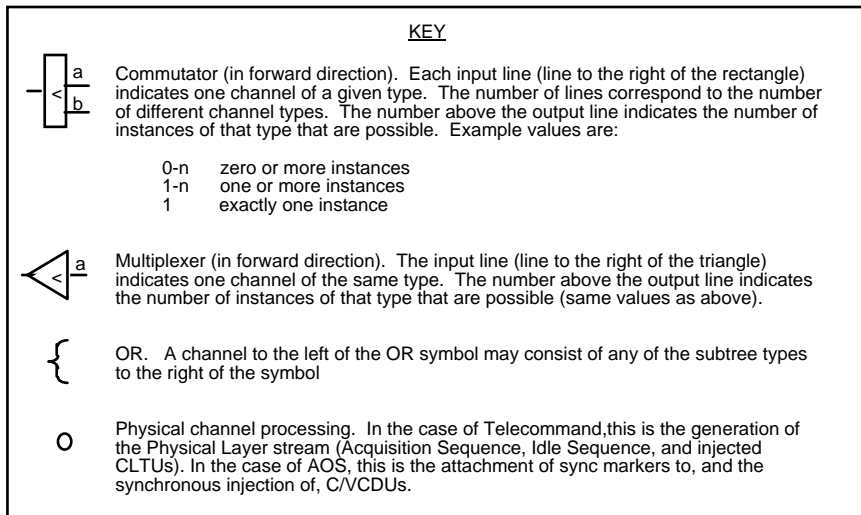 KEY
a
b
<
Commutator (in forward direction). Each input line (line to the right of the rectangle)
indicates one channel of a given type. The number of lines correspond to the number
of different channel types. The number above the output line indicates the number of
instances of that type that are possible. Example values are:
0-n zero or more instances
1-n one or more instances
1 exactly one instance
a
<
Multiplexer (in forward direction). The input line (line to the right of the triangle)
indicates one channel of the same type. The number above the output line indicates
the number of instances of that type that are possible (same values as above).
{
OR. A channel to the left of the OR symbol may consist of any of the subtree types
to the right of the symbol
Physical channel processing. In the case of Telecommand,this is the generation of
the Physical Layer stream (Acquisition Sequence, Idle Sequence, and injected
CLTUs). In the case of AOS, this is the attachment of sync markers to, and the
synchronous injection of, C/VCDUs.